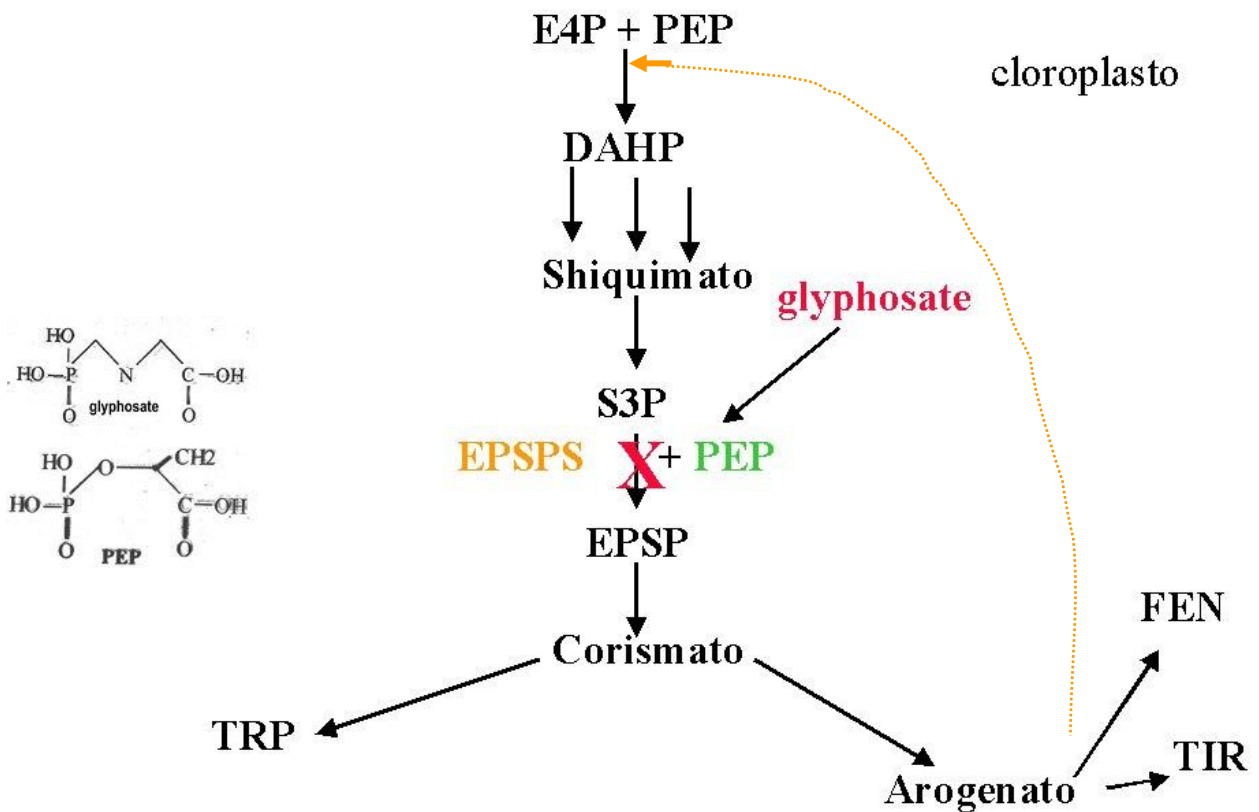 E4P + PEP
cloroplasto
DAHP
Shiquimato
glyphosate
HO
HO P N C OH
O glyphosate O
S3P
EPSPS X + PEP
HO O CH2
HO P C OH
O O
PEP
EPSP
FEN
Corismato
TRP
TIR
Arogenato